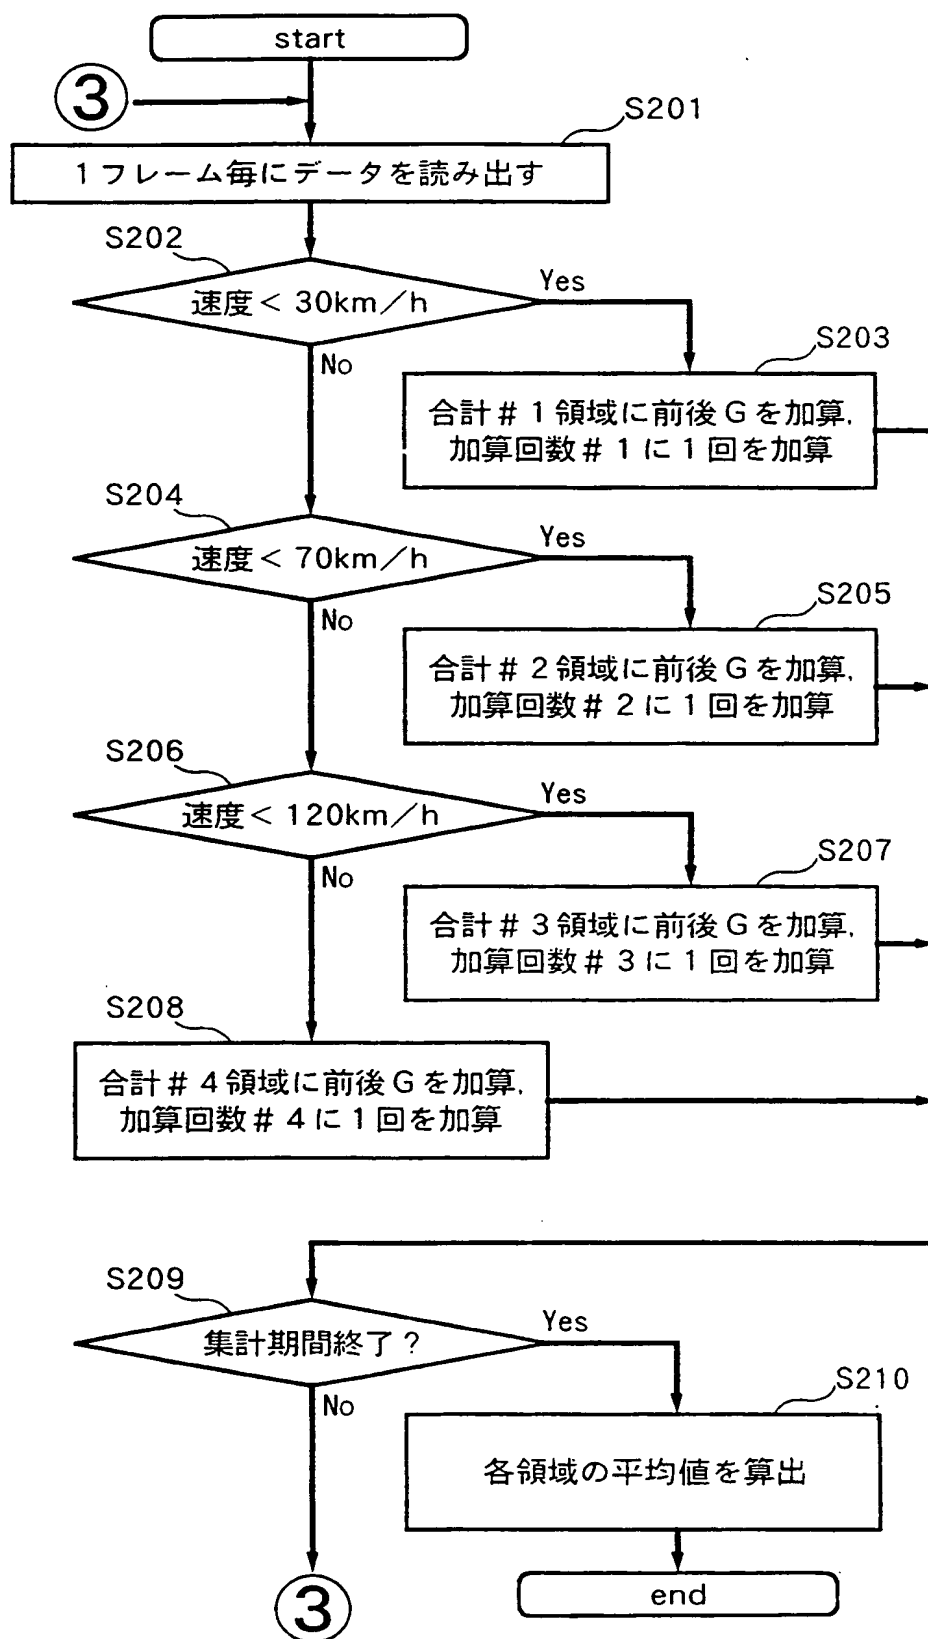 start
③
S201
1フレーム毎にデータを読み出す
S202
速度＜30km／h
Yes
No
S203
合計＃1領域に前後Gを加算,
加算回数＃1に1回を加算
S204
速度＜70km／h
Yes
No
S205
合計＃2領域に前後Gを加算,
加算回数＃2に1回を加算
S206
速度＜120km／h
Yes
No
S207
合計＃3領域に前後Gを加算,
加算回数＃3に1回を加算
S208
合計＃4領域に前後Gを加算,
加算回数＃4に1回を加算
S209
集計期間終了？
Yes
No
S210
各領域の平均値を算出
③
end